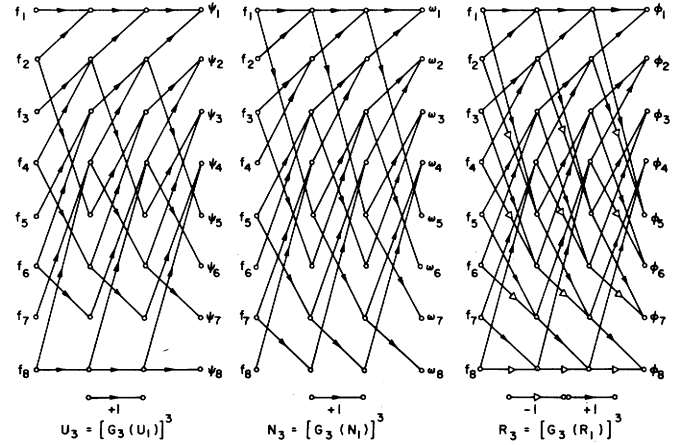 f1 ψ1 f1 ω1 f1 ϕ1
f2 ψ2 f2 ω2 f2 ϕ2
f3 ψ3 f3 ω3 f3 ϕ3
f4 ψ4 f4 ω4 f4 ϕ4
f5 ψ5 f5 ω5 f5 ϕ5
f6 ψ6 f6 ω6 f6 ϕ6
f7 ψ7 f7 ω7 f7 ϕ7
f8 ψ8 f8 ω8 f8 ϕ8
+1 +1 -1 +1
U3 = [G3 (U1)]^3 N3 = [G3 (N1)]^3 R3 = [G3 (R1)]^3